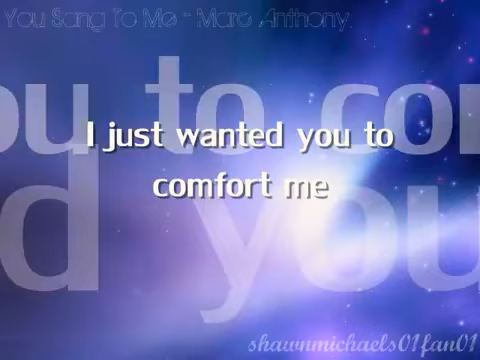 You Sang To Me - Marc Anthony
ou to co
I just wanted you to
comfort me
d you
shawnmichaels01fan01